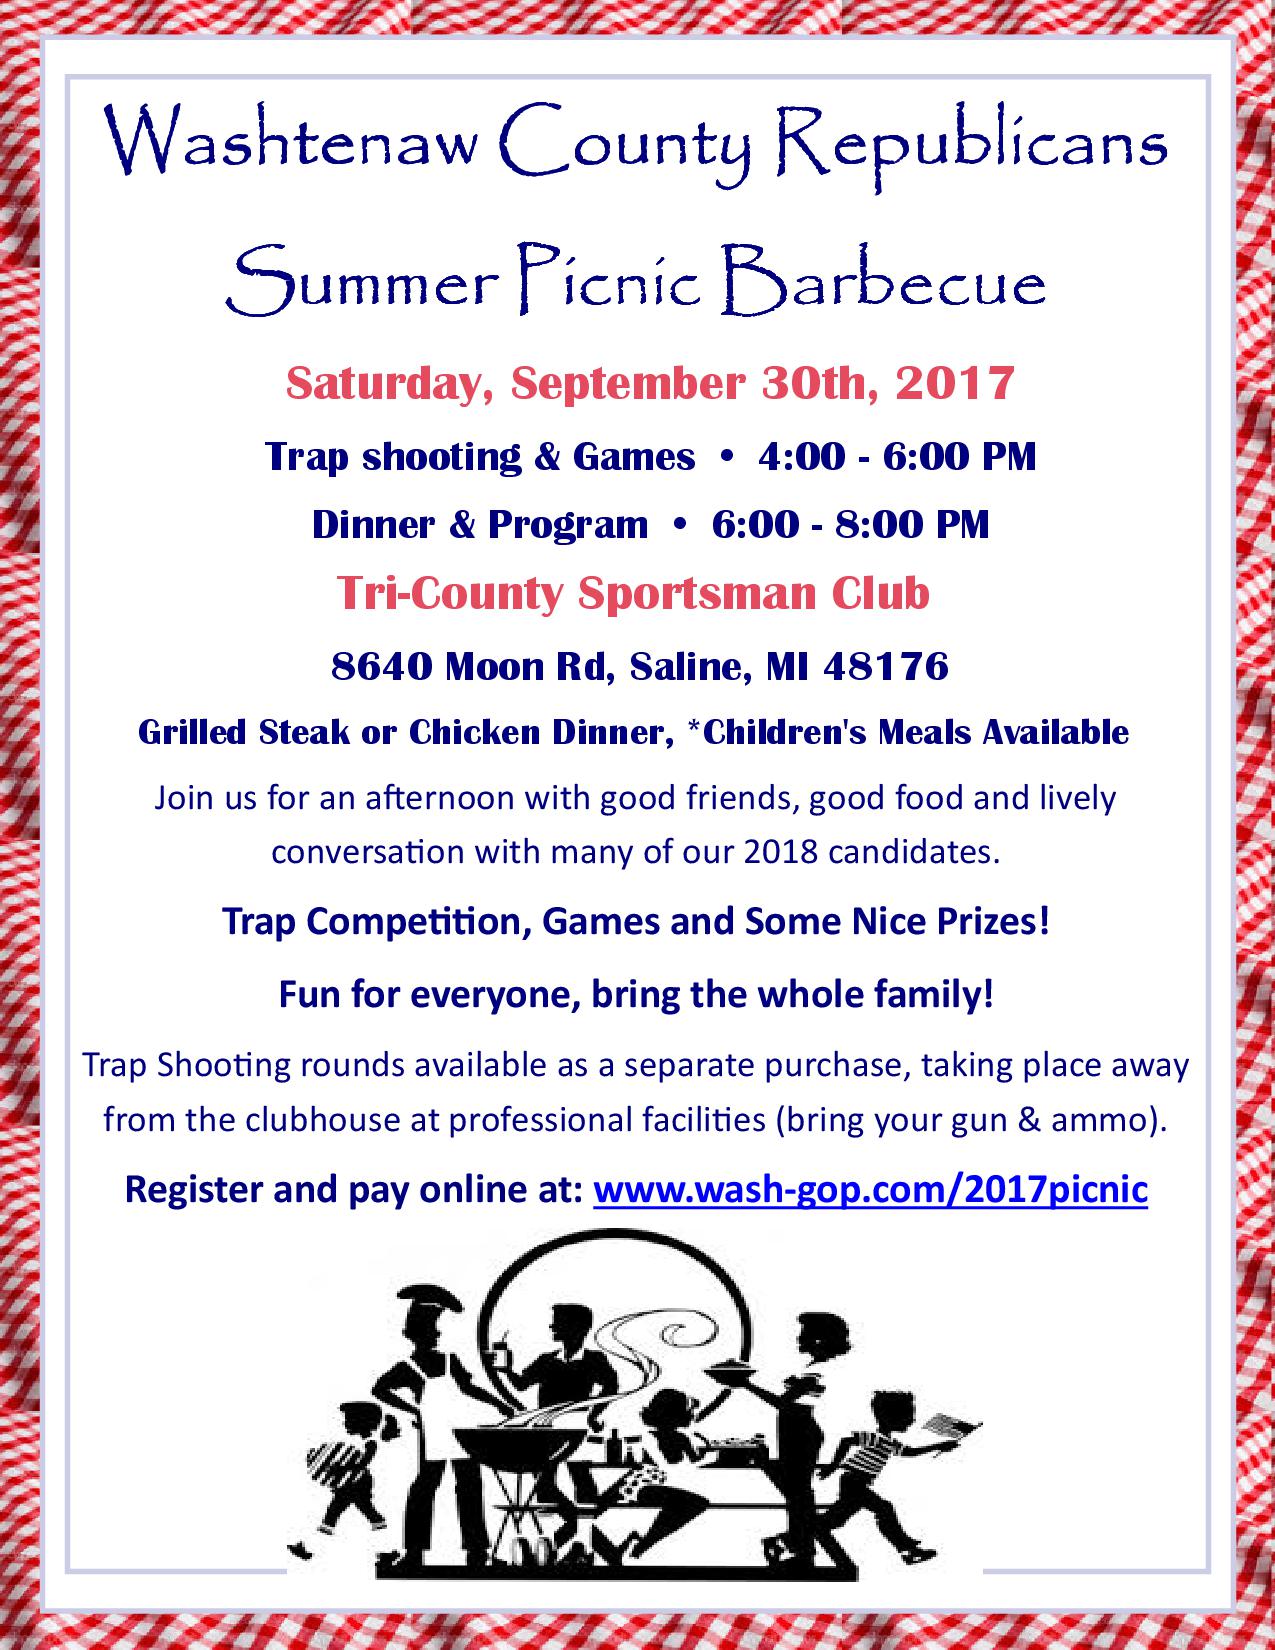 Washtenaw County Republicans
Summer Picnic Barbecue
Saturday, September 30th, 2017
Trap shooting & Games • 4:00 - 6:00 PM
Dinner & Program • 6:00 - 8:00 PM
Tri-County Sportsman Club
8640 Moon Rd, Saline, MI 48176
Grilled Steak or Chicken Dinner, *Children's Meals Available
Join us for an afternoon with good friends, good food and lively
conversation with many of our 2018 candidates.
Trap Competition, Games and Some Nice Prizes!
Fun for everyone, bring the whole family!
Trap Shooting rounds available as a separate purchase, taking place away
from the clubhouse at professional facilities (bring your gun & ammo).
Register and pay online at: www.wash-gop.com/2017picnic